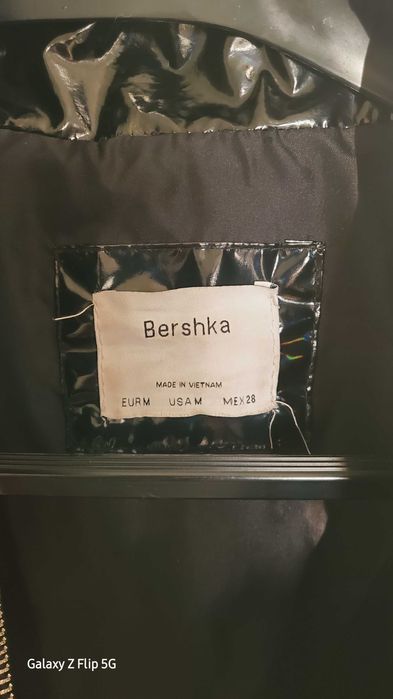 Bershka
MADE IN VIETNAM
EUR M USA M MEX 28
Galaxy Z Flip 5G